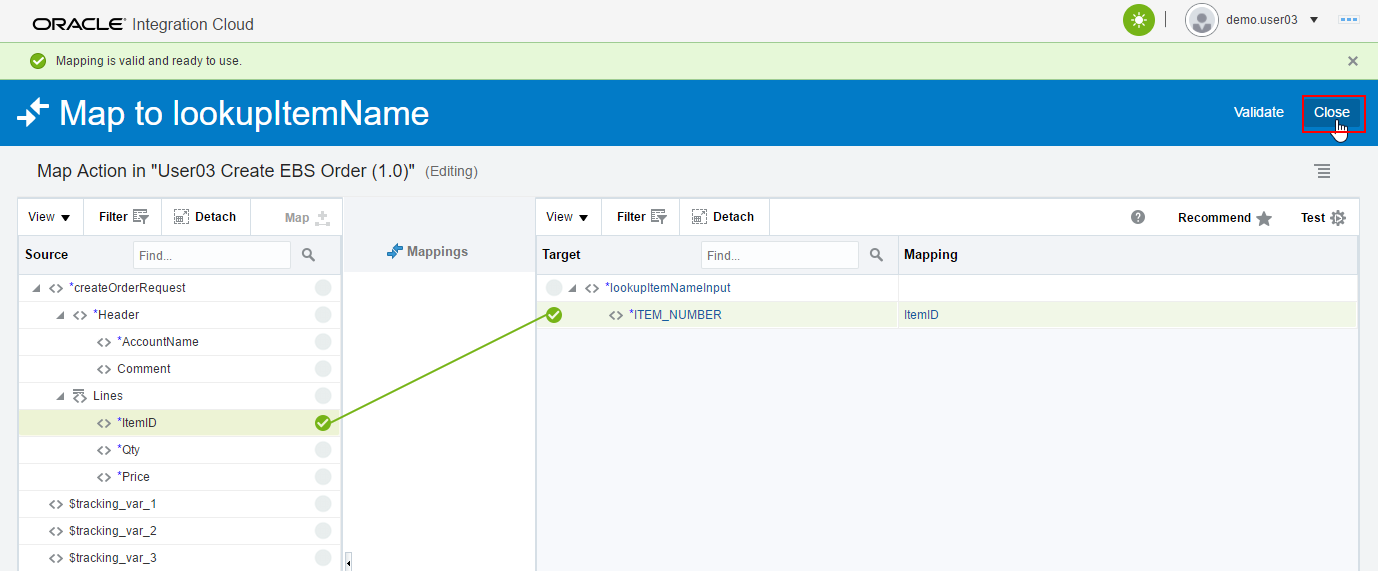 ORACLE Integration Cloud
demo.user03
Mapping is valid and ready to use.
Map to lookupItemName
Validate
Close
Map Action in "User03 Create EBS Order (1.0)" (Editing)
View
Filter
Detach
Map
Source
Find...
*createOrderRequest
*Header
*AccountName
Comment
Lines
*ItemID
*Qty
*Price
$tracking_var_1
$tracking_var_2
$tracking_var_3
Mappings
View
Filter
Detach
Recommend
Test
Target
Find...
Mapping
*lookupItemNameInput
*ITEM_NUMBER
ItemID